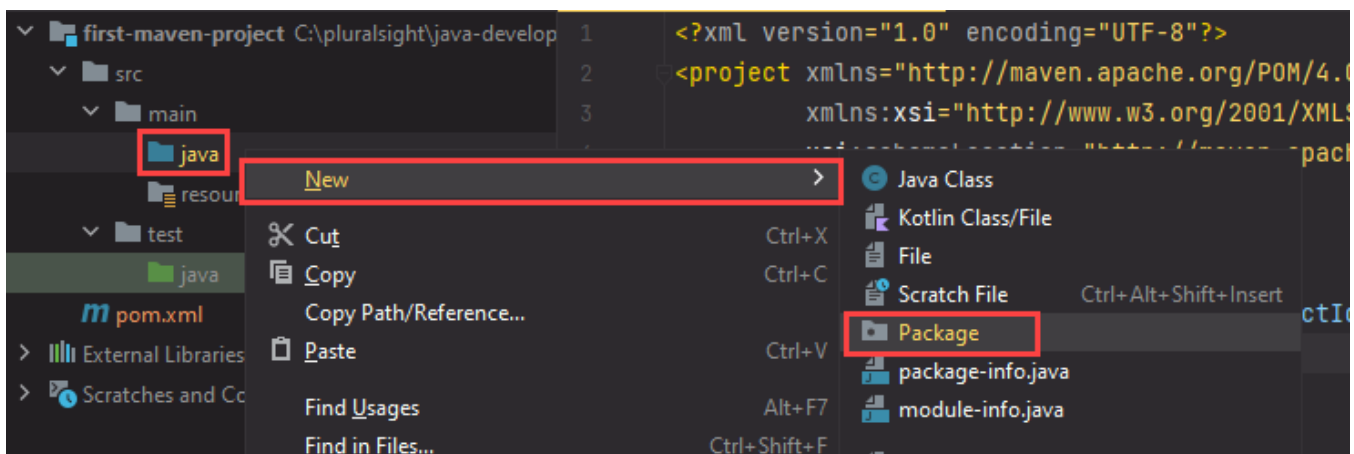 first-maven-project C:\pluralsight\java-develop
src
main
java
test
java
pom.xml
External Libraries
Scratches and
1 <?xml version="1.0" encoding="UTF-8"?>
2 <project xmlns="http://maven.apache.org/POM/4.0
3 xmlns:xsi="http://www.w3.org/2001/XMLS
New
Cut Ctrl+X
Copy Ctrl+C
Copy Path/Reference...
Paste Ctrl+V
Find Usages Alt+F7
Find in Files... Ctrl+Shift+F
Java Class
Kotlin Class/File
File
Scratch File Ctrl+Alt+Shift+Insert
Package
package-info.java
module-info.java